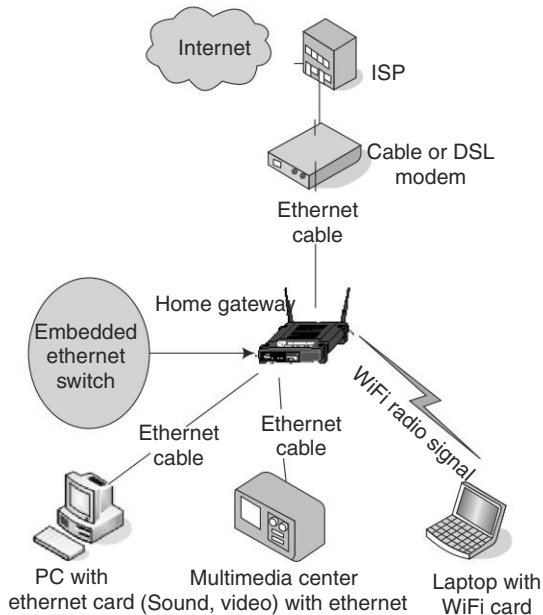 Internet
ISP
Cable or DSL
modem
Ethernet
cable
Home gateway
Embedded
ethernet
switch
WiFi radio signal
Ethernet
cable
Ethernet
cable
PC with
ethernet card
Multimedia center
(Sound, video) with ethernet
Laptop with
WiFi card